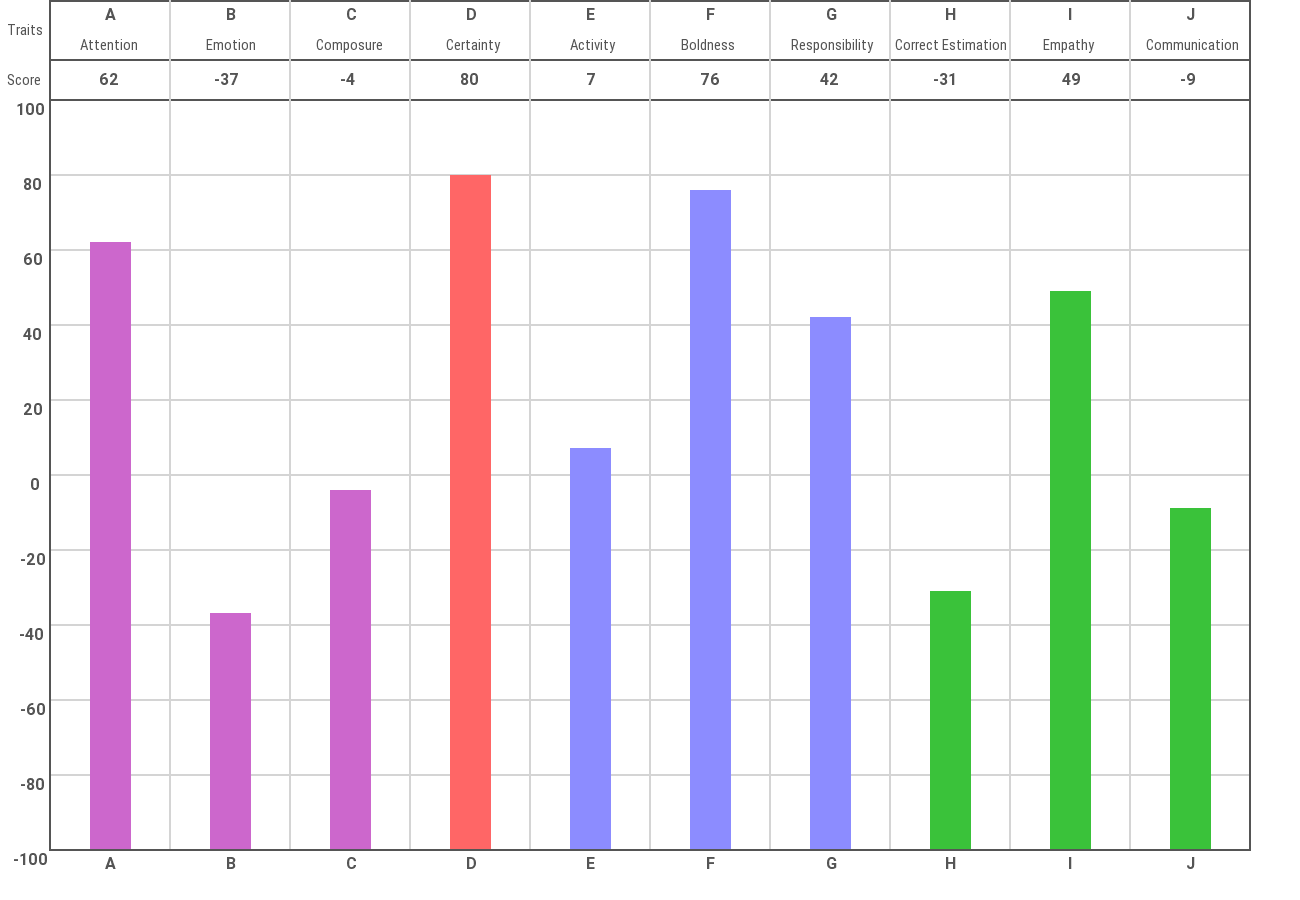 Traits A B C D E F G H I J
Attention Emotion Composure Certainty Activity Boldness Responsibility Correct Estimation Empathy Communication
Score 62 -37 -4 80 7 76 42 -31 49 -9
100
80
60
40
20
0
-20
-40
-60
-80
-100
A B C D E F G H I J